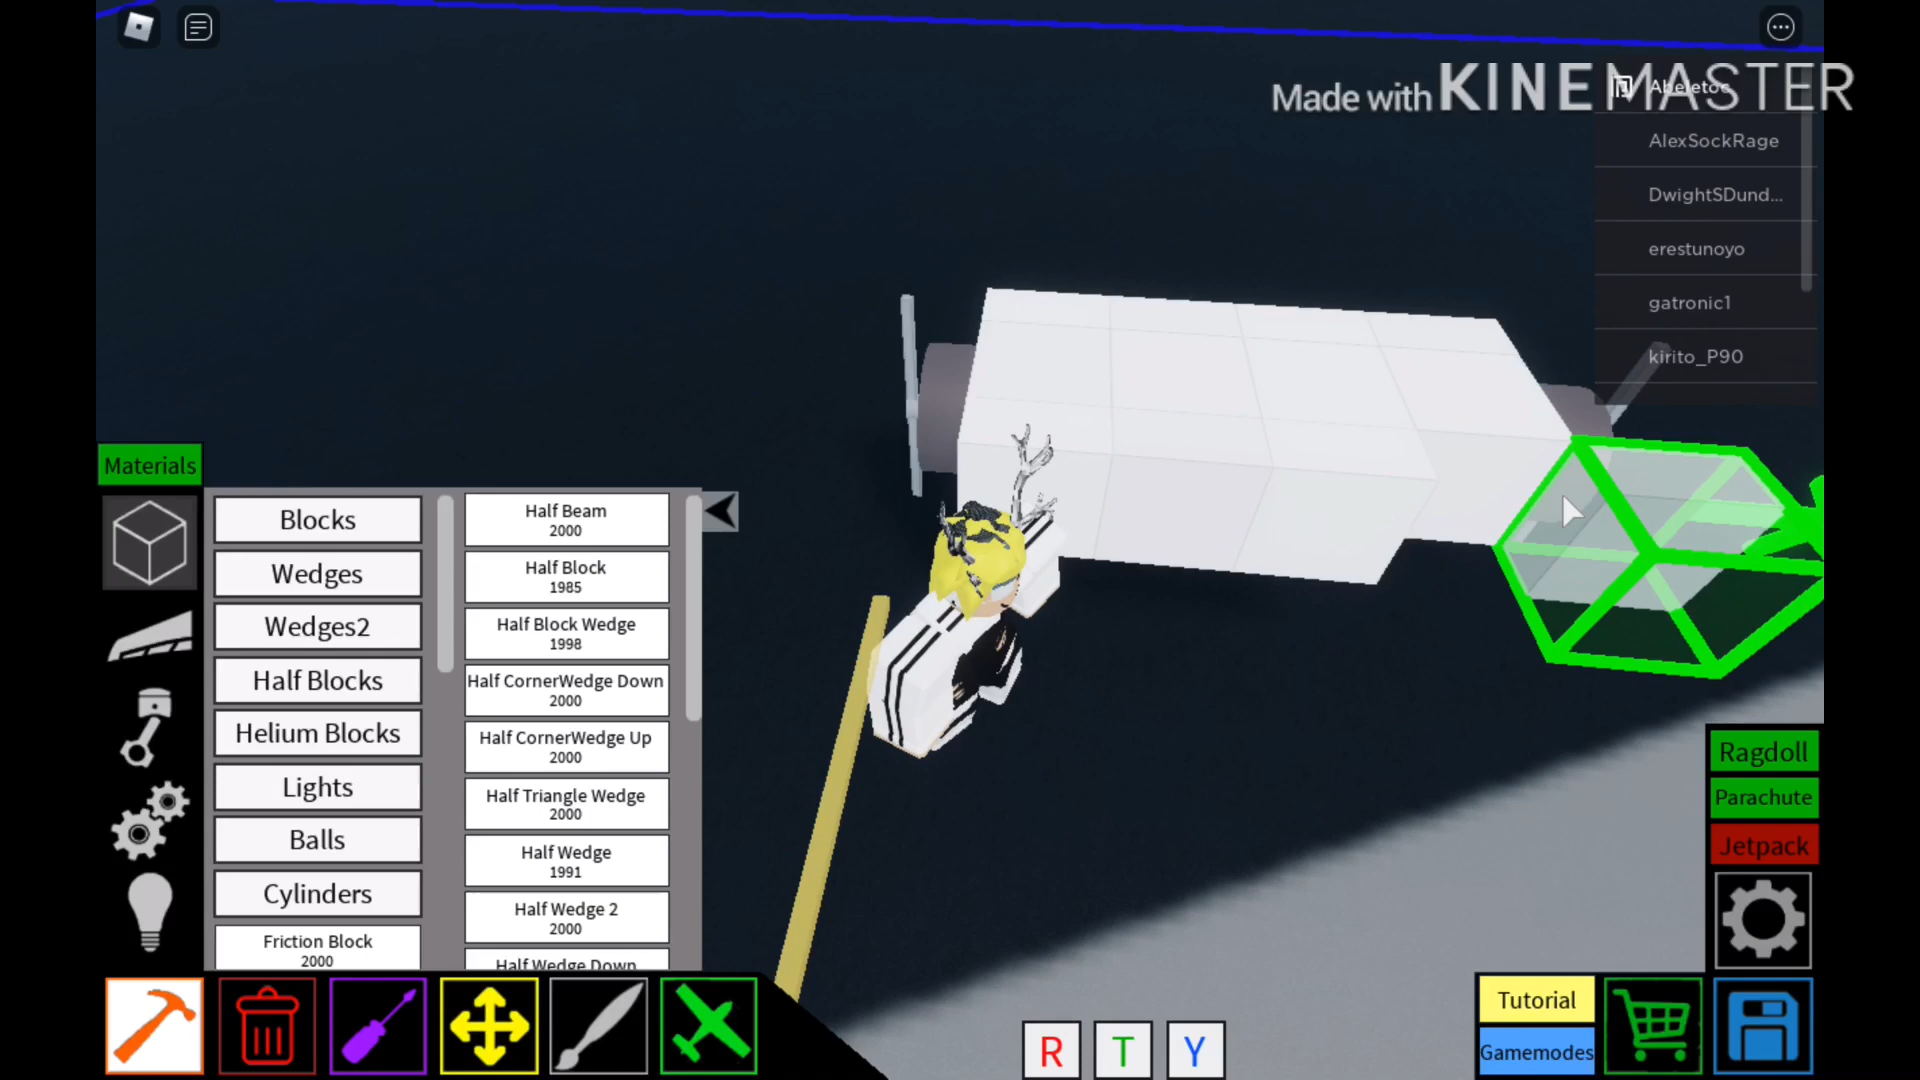 Made with KINEMASTER
Abeletoc
AlexSockRage
DwightSDund...
erestunoyo
gatronic1
kirito_P90
Materials
Blocks
Wedges
Wedges2
Half Blocks
Helium Blocks
Lights
Balls
Cylinders
Friction Block
2000
Half Beam
2000
Half Block
1985
Half Block Wedge
1998
Half CornerWedge Down
2000
Half CornerWedge Up
2000
Half Triangle Wedge
2000
Half Wedge
1991
Half Wedge 2
2000
Half Wedge Down
Ragdoll
Parachute
Jetpack
Tutorial
Gamemodes
R T Y